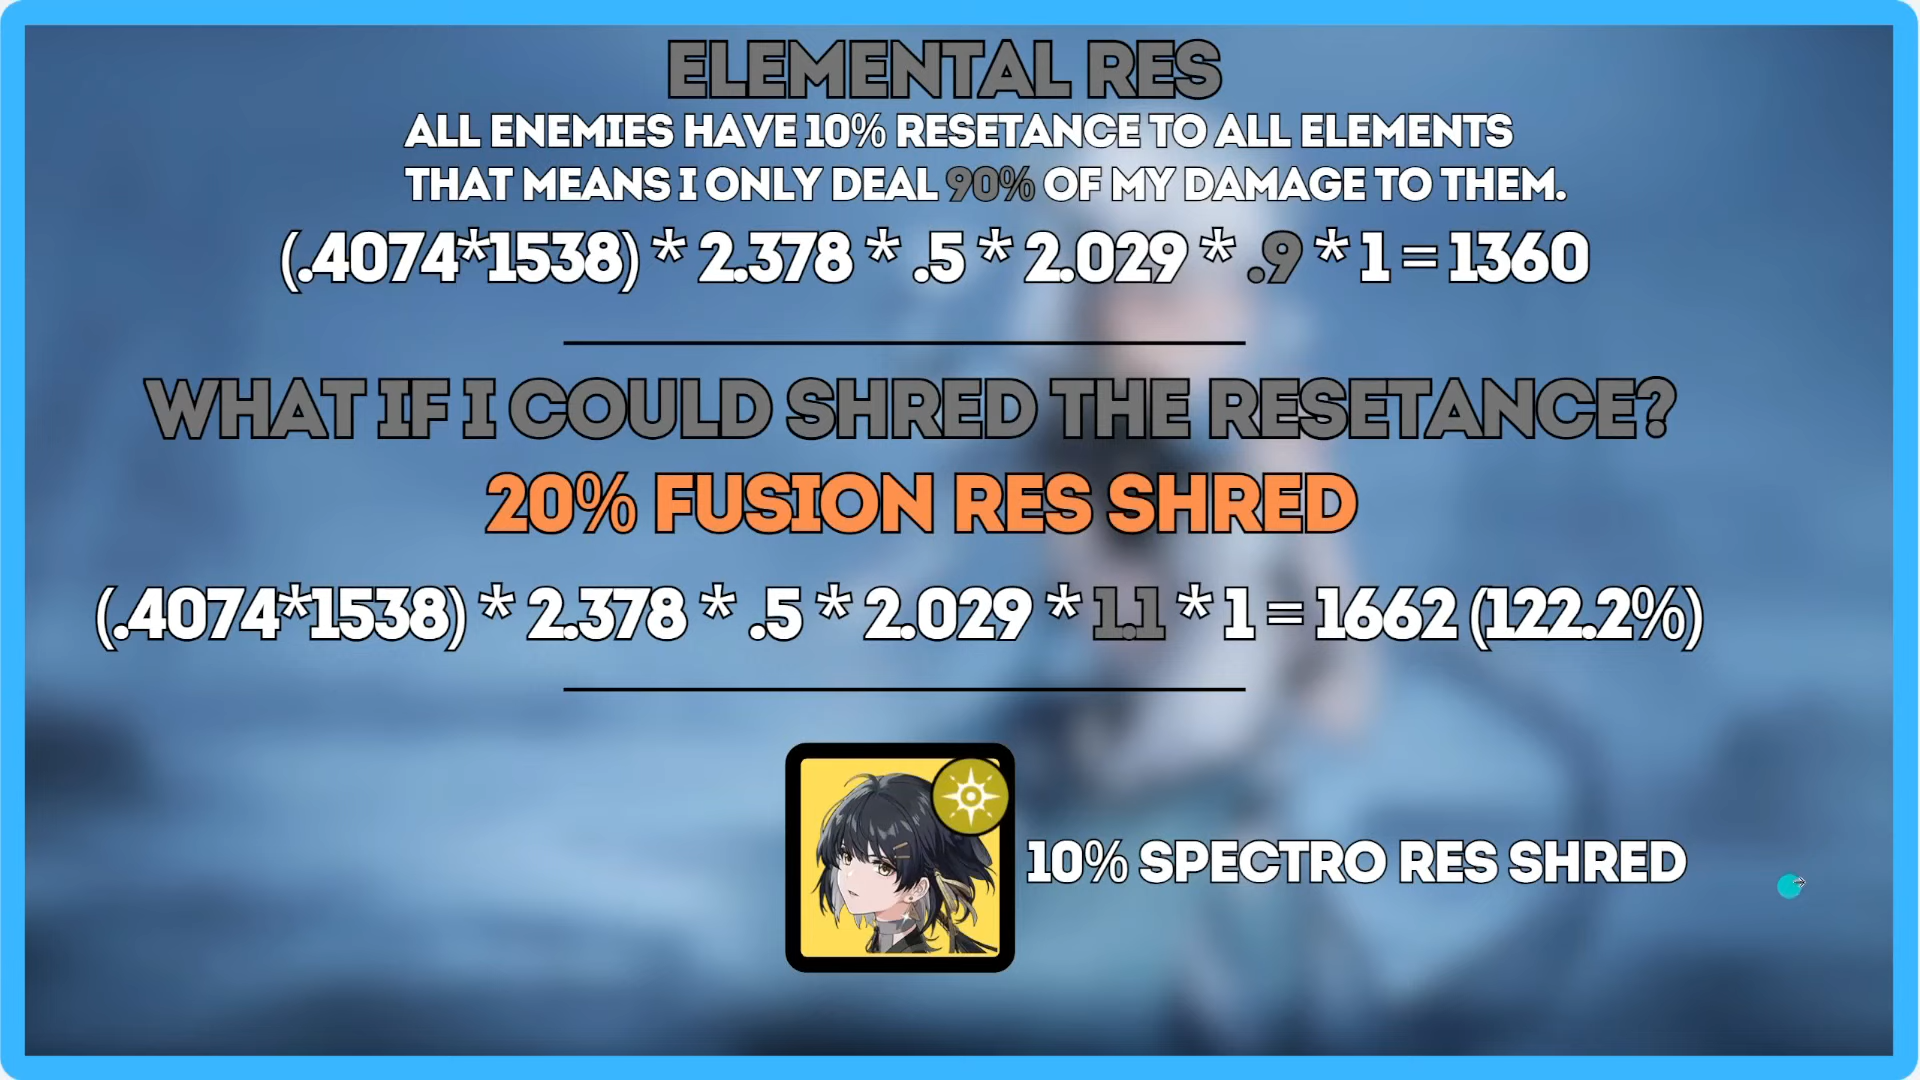 ELEMENTAL RES
ALL ENEMIES HAVE 10% RESETANCE TO ALL ELEMENTS
THAT MEANS I ONLY DEAL 90% OF MY DAMAGE TO THEM.
(.4074*1538) * 2.378 * .5 * 2.029 * .9 * 1 = 1360
WHAT IF I COULD SHRED THE RESETANCE?
20% FUSION RES SHRED
(.4074*1538) * 2.378 * .5 * 2.029 * 1.1 * 1 = 1662 (122.2%)
10% SPECTRO RES SHRED